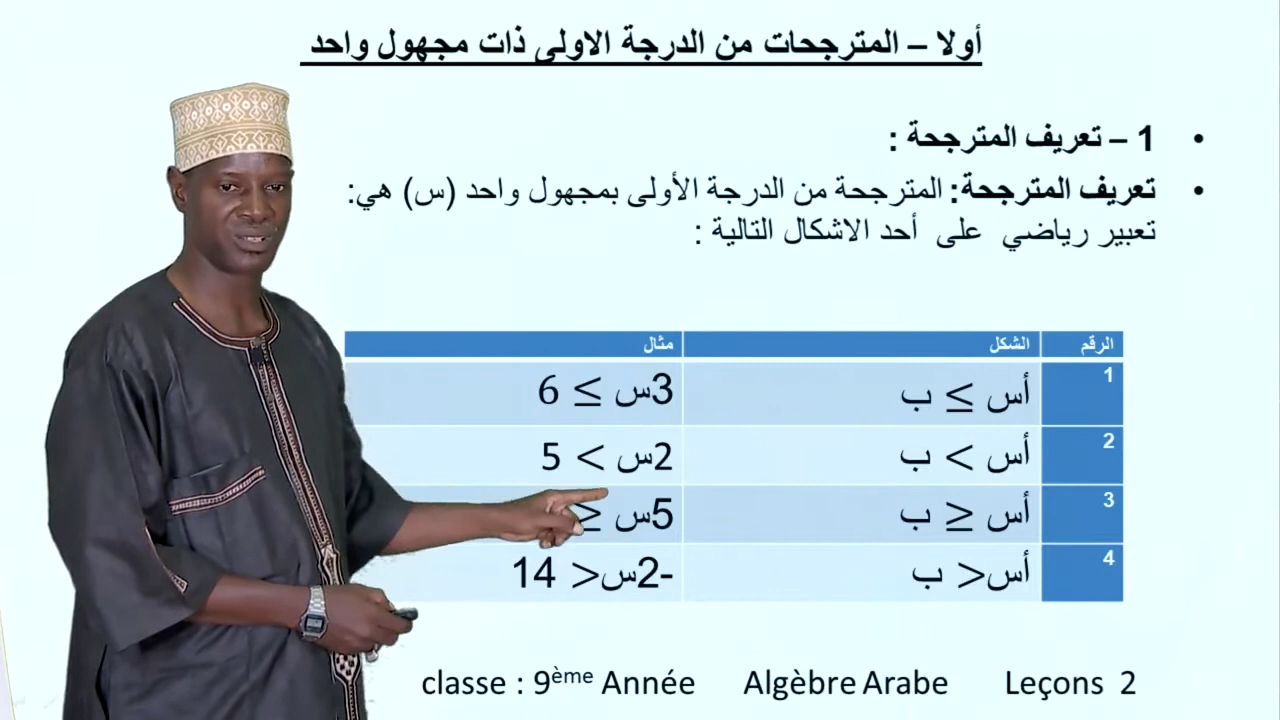 أولا – المترجحات من الدرجة الاولى ذات مجهول واحد
• 1 – تعريف المترجحة :
• تعريف المترجحة: المترجحة من الدرجة الأولى بمجهول واحد (س) هي:
تعبير رياضي على أحد الاشكال التالية :
الرقم الشكل مثال
1 أس ≥ ب 3س ≥ 6
2 أس > ب 2س > 5
3 أس ≤ ب 5س ≤
4 أس< ب -2س< 14
classe : 9ème Année Algèbre Arabe Leçons 2